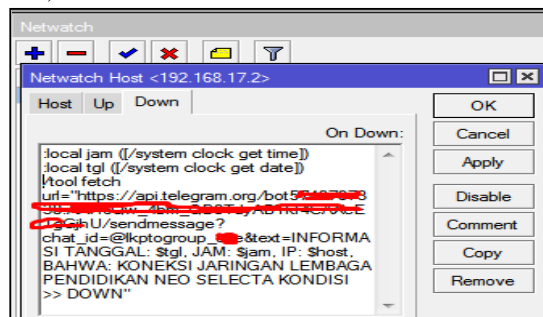 Netwatch
Netwatch Host <192.168.17.2>
Host Up Down
OK
On Down:
Cancel
Apply
Disable
Comment
Copy
Remove
:local jam ([/system clock get time])
:local tgl ([/system clock get date])
/tool fetch
url="https://api.telegram.org/
/sendmessage?
chat_id=@lkptogroup_ &text=INFORMA
SI TANGGAL: $tgl, JAM: $jam, IP: $host,
BAHWA: KONEKSI JARINGAN LEMBAGA
PENDIDIKAN NEO SELECTA KONDISI
>> DOWN"